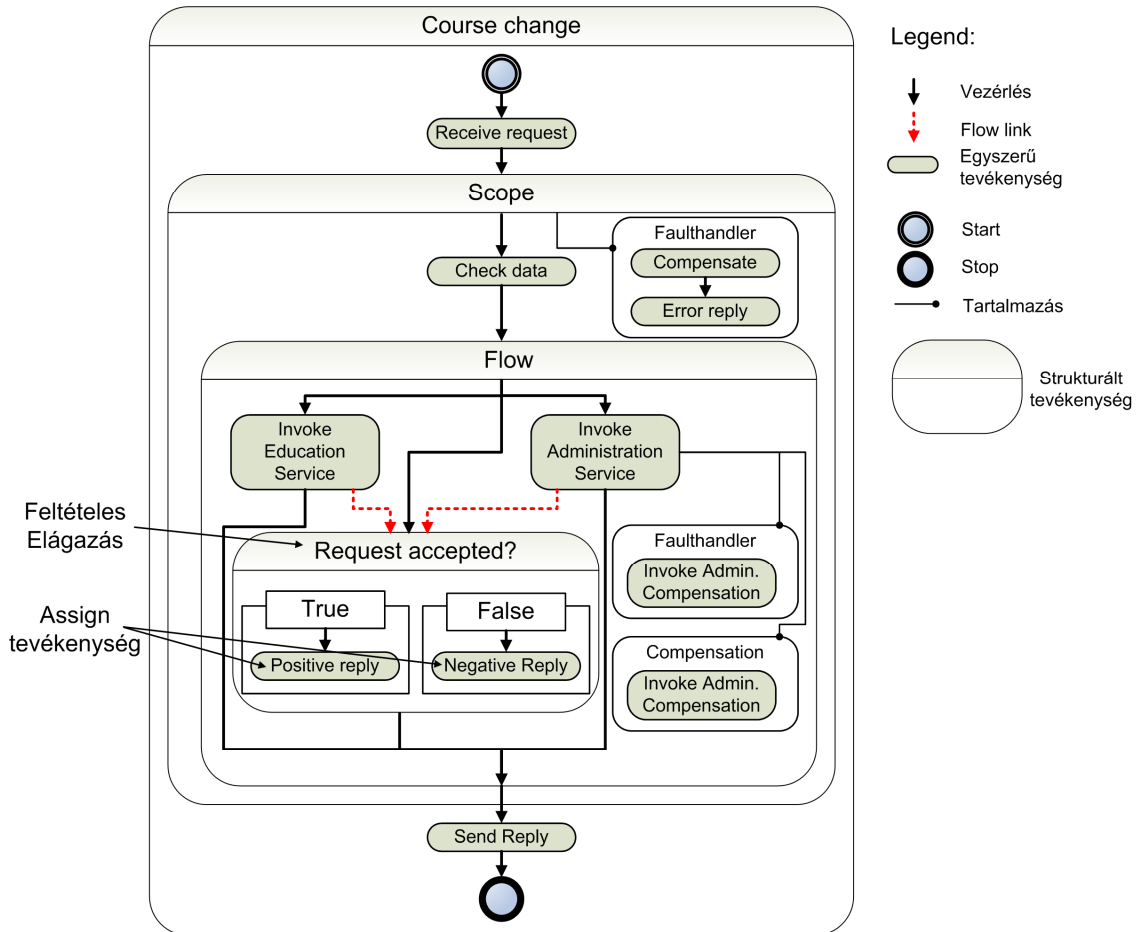 Course change
Receive request
Scope
Faulthandler
Compensate
Error reply
Check data
Flow
Invoke
Education
Service
Invoke
Administration
Service
Feltételes
Elágazás
Request accepted?
True
Positive reply
False
Negative Reply
Assign
tevékenység
Faulthandler
Invoke Admin.
Compensation
Compensation
Invoke Admin.
Compensation
Send Reply
Legend:
Vezérlés
Flow link
Egyszerű
tevékenység
Start
Stop
Tartalmazás
Strukturált
tevékenység